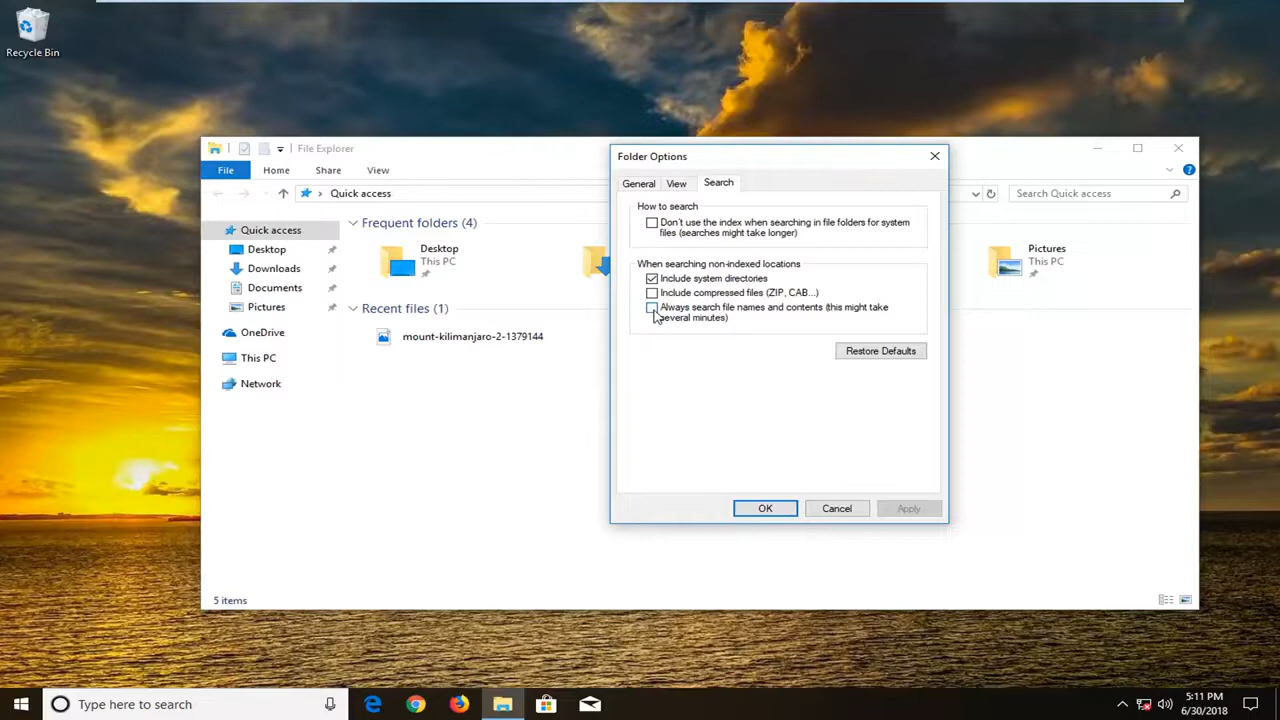 Recycle Bin
File Explorer
File
Home
Share
View
Quick access
Search Quick access
Quick access
Desktop
Downloads
Documents
Pictures
OneDrive
This PC
Network
Frequent folders (4)
Desktop
This PC
Pictures
This PC
Recent files (1)
mount-kilimanjaro-2-1379144
5 items
Folder Options
General
View
Search
How to search
Don't use the index when searching in file folders for system
files (searches might take longer)
When searching non-indexed locations
Include system directories
Include compressed files (ZIP, CAB...)
Always search file names and contents (this might take
several minutes)
Restore Defaults
OK
Cancel
Apply
Type here to search
5:11 PM
6/30/2018